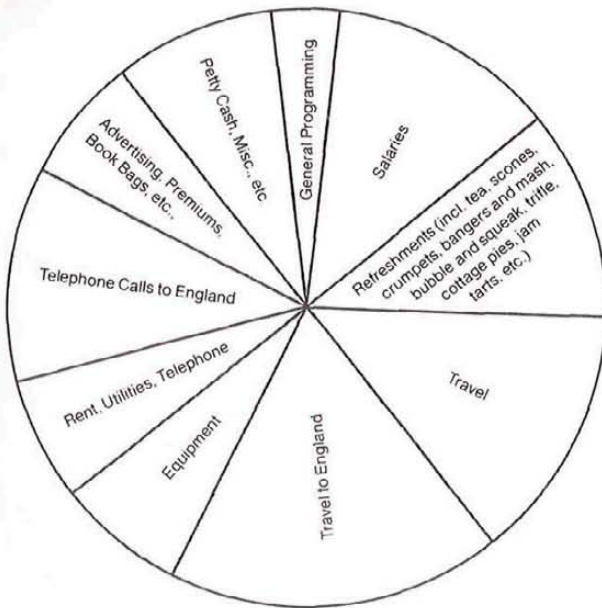 General Programming
Salaries
Refreshments (incl. tea, scones,
crumpets, bangers and mash,
bubble and squeak, trifle,
cottage pies, jam
tarts, etc.)
Travel
Travel to England
Equipment
Rent, Utilities, Telephone
Telephone Calls to England
Advertising, Premiums,
Book Bags, etc.,
Petty Cash, Misc., etc.